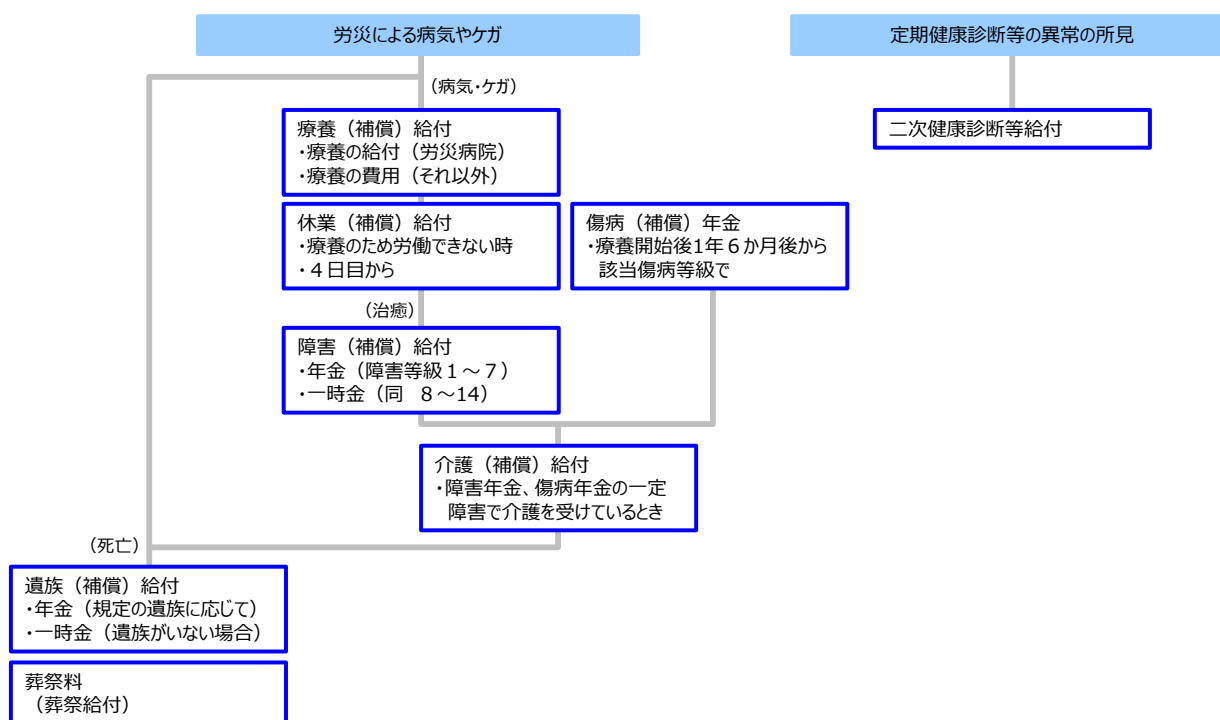 労災による病気やケガ
定期健康診断等の異常の所見
(病気・ケガ)
療養（補償）給付
・療養の給付（労災病院）
・療養の費用（それ以外）
二次健康診断等給付
休業（補償）給付
・療養のため労働できない時
・４日目から
傷病（補償）年金
・療養開始後1年６か月後から
該当傷病等級で
（治癒）
障害（補償）給付
・年金（障害等級１～７）
・一時金（同　８～14）
介護（補償）給付
・障害年金、傷病年金の一定
障害で介護を受けているとき
（死亡）
遺族（補償）給付
・年金（規定の遺族に応じて）
・一時金（遺族がいない場合）
葬祭料
（葬祭給付）